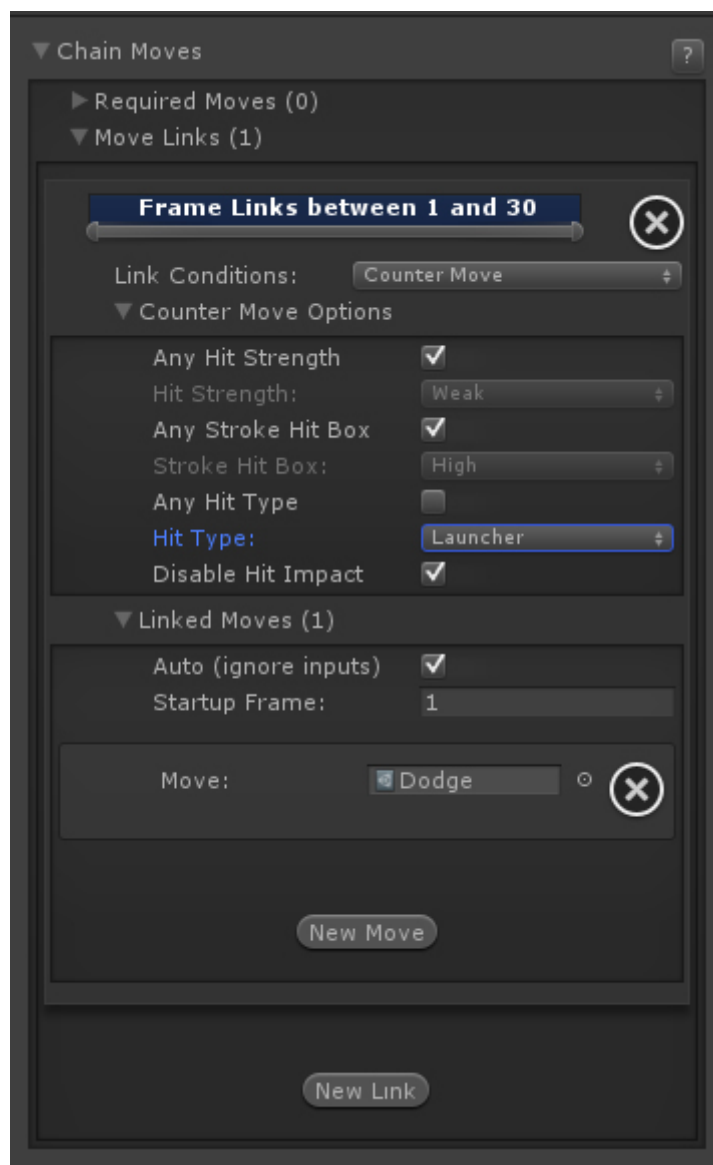 Chain Moves ?
Required Moves (0)
Move Links (1)
Frame Links between 1 and 30
Link Conditions: Counter Move
Counter Move Options
Any Hit Strength
Hit Strength: Weak
Any Stroke Hit Box
Stroke Hit Box: High
Any Hit Type
Hit Type: Launcher
Disable Hit Impact
Linked Moves (1)
Auto (ignore inputs)
Startup Frame: 1
Move: Dodge
New Move
New Link